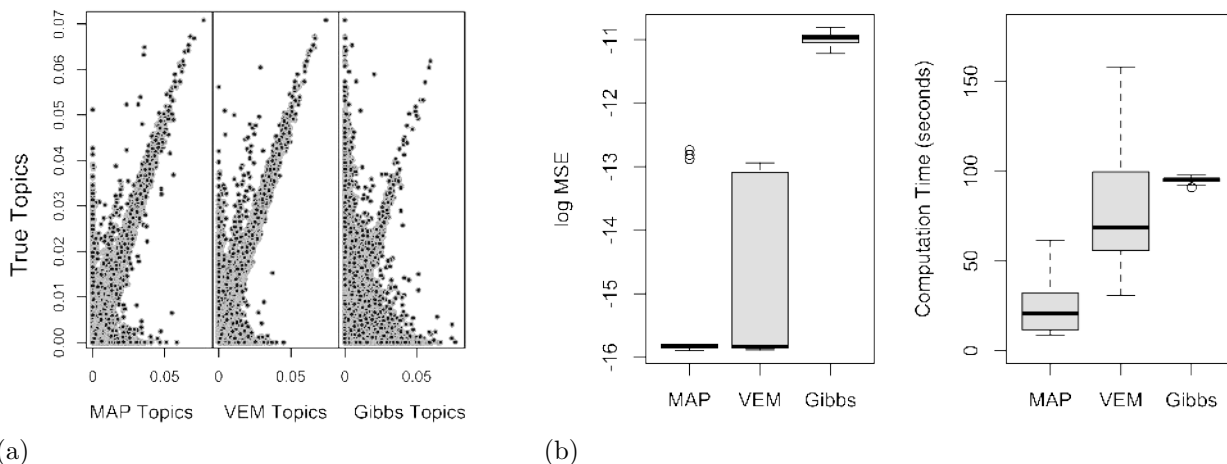 True Topics
0.07
0.06
0.05
0.04
0.03
0.02
0.01
0.00
0 0.05 0 0.05 0 0.05
MAP Topics VEM Topics Gibbs Topics
(a)
log MSE
-11
-12
-13
-14
-15
-16
MAP VEM Gibbs
Computation Time (seconds)
150
100
50
0
MAP VEM Gibbs
(b)